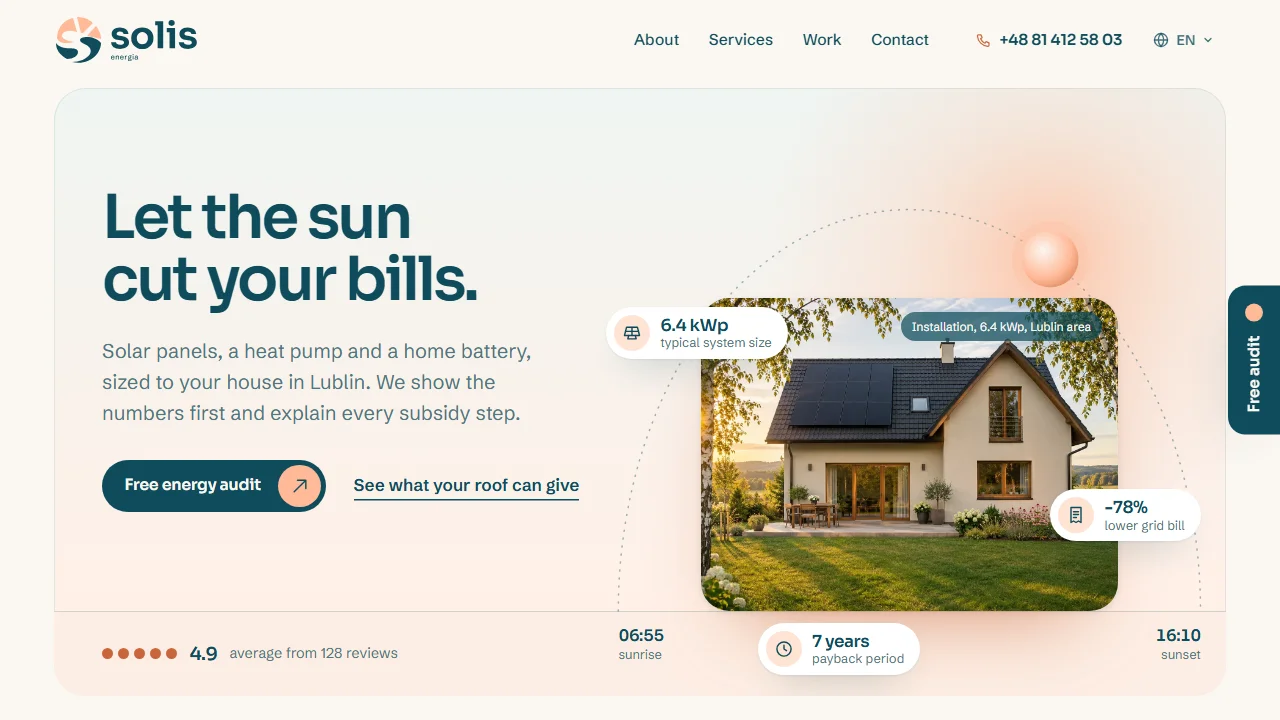 solis
energia
About
Services
Work
Contact
+48 81 412 58 03
EN
Let the sun
cut your bills.
Solar panels, a heat pump and a home battery,
sized to your house in Lublin. We show the
numbers first and explain every subsidy step.
Free energy audit
See what your roof can give
6.4 kWp
typical system size
Installation, 6.4 kWp, Lublin area
-78%
lower grid bill
Free audit
4.9 average from 128 reviews
06:55
sunrise
7 years
payback period
16:10
sunset